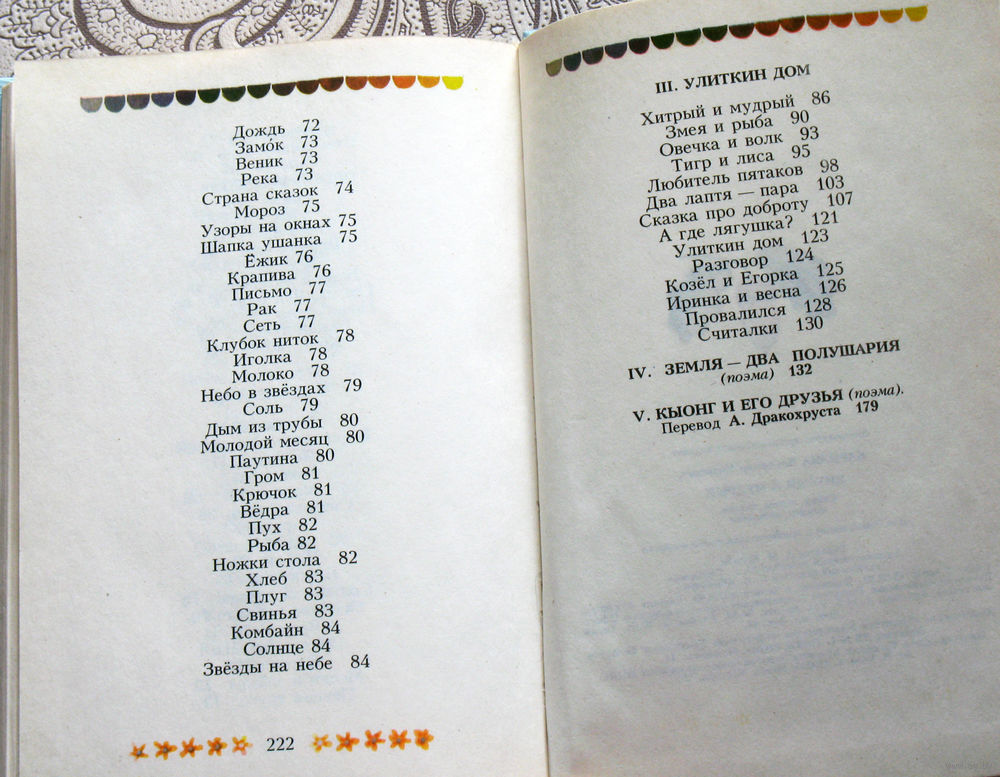 Дождь 72
Замо́к 73
Веник 73
Река 73
Страна сказок 74
Мороз 75
Узоры на окнах 75
Шапка ушанка 75
Ёжик 76
Крапива 76
Письмо 77
Рак 77
Сеть 77
Клубок ниток 78
Иголка 78
Молоко 78
Небо в звёздах 79
Соль 79
Дым из трубы 80
Молодой месяц 80
Паутина 80
Гром 81
Крючок 81
Вёдра 81
Пух 82
Рыба 82
Ножки стола 82
Хлеб 83
Плуг 83
Свинья 83
Комбайн 84
Солнце 84
Звёзды на небе 84
222
III. УЛИТКИН ДОМ
Хитрый и мудрый 86
Змея и рыба 90
Овечка и волк 93
Тигр и лиса 95
Любитель пятаков 98
Два лаптя — пара 103
Сказка про доброту 107
А где лягушка? 121
Улиткин дом 123
Разговор 124
Козёл и Егорка 125
Иринка и весна 126
Провалился 128
Считалки 130
IV. ЗЕМЛЯ — ДВА ПОЛУШАРИЯ
(поэма) 132
V. КЫОНГ И ЕГО ДРУЗЬЯ (поэма).
Перевод А. Дракохруста 179